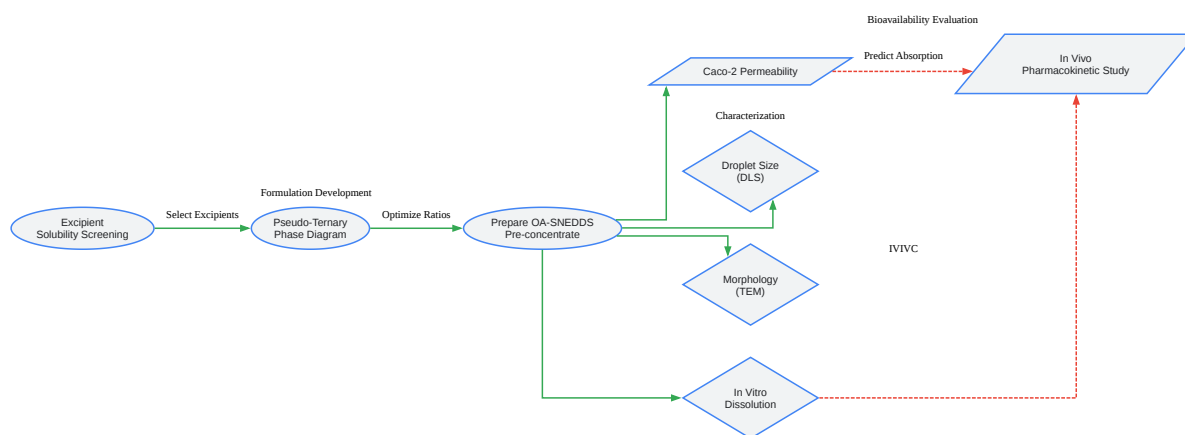 Bioavailability Evaluation
Predict Absorption
In Vivo
Pharmacokinetic Study
Caco-2 Permeability
Characterization
Droplet Size
(DLS)
Formulation Development
Select Excipients
Optimize Ratios
Excipient
Solubility Screening
Pseudo-Ternary
Phase Diagram
Prepare OA-SNEDDS
Pre-concentrate
IVIVC
Morphology
(TEM)
In Vitro
Dissolution